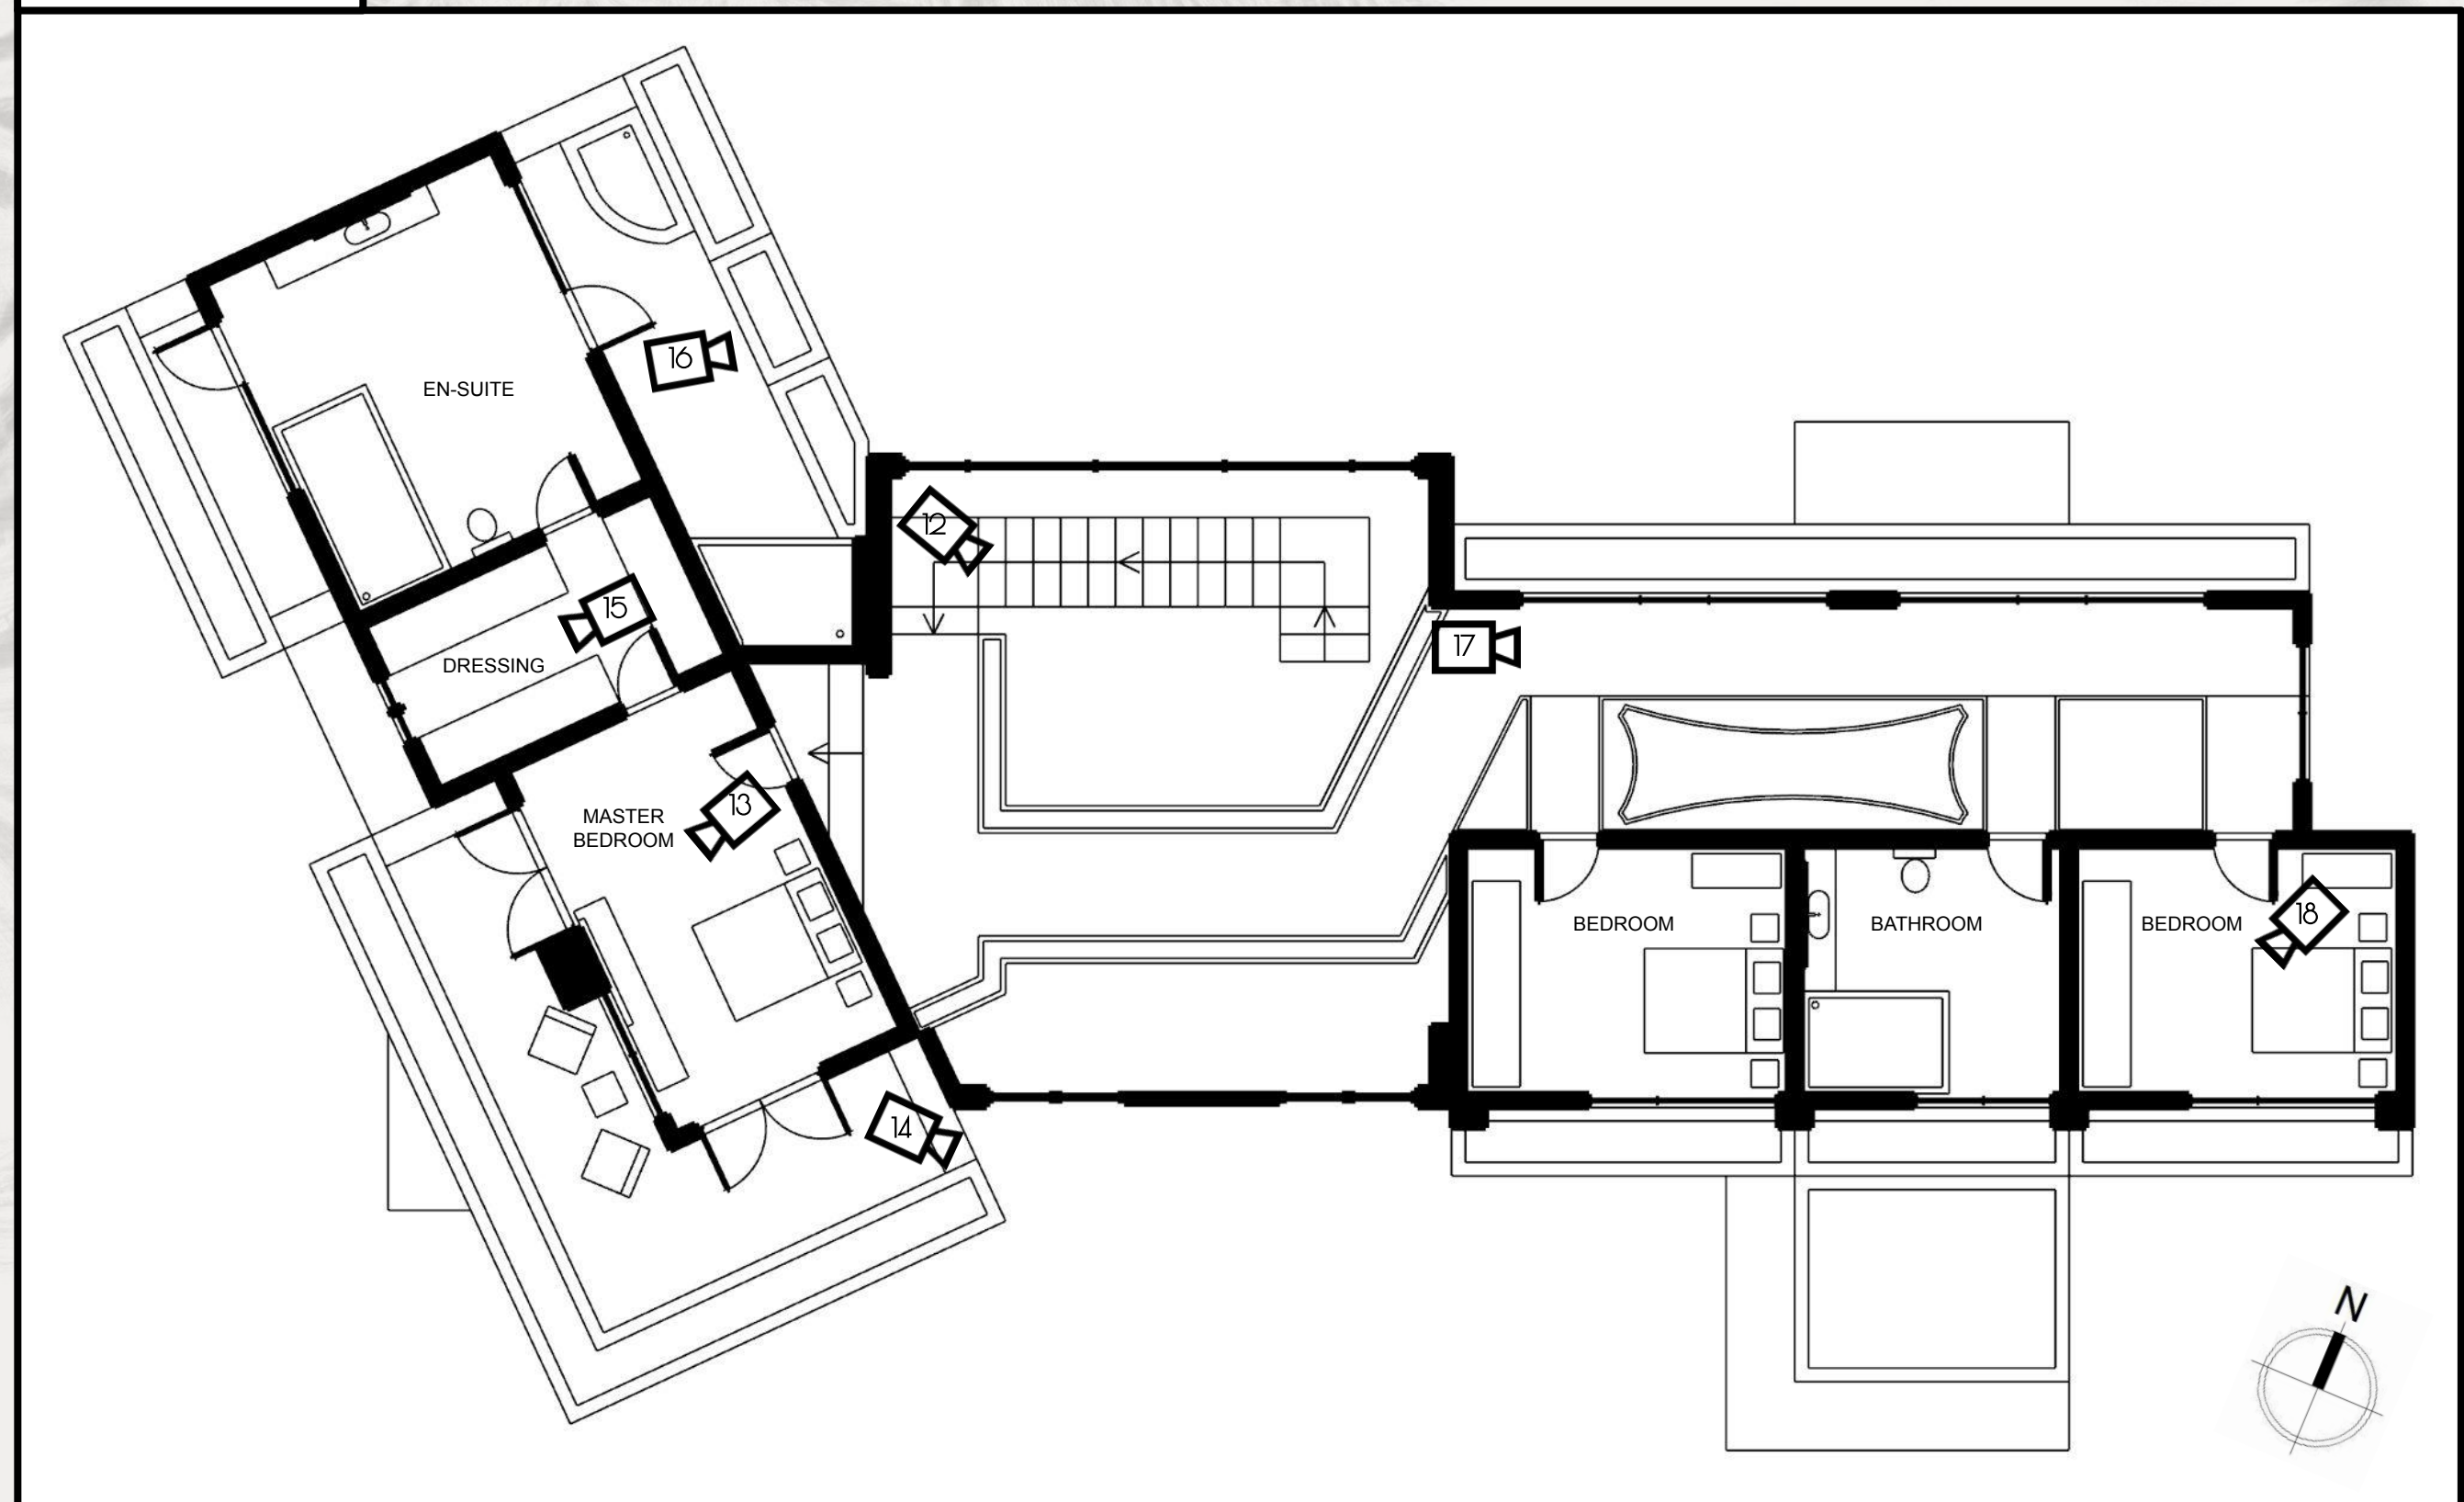 16
EN-SUITE
12
15
17
DRESSING
13
MASTER
BEDROOM
18
BEDROOM
BATHROOM
BEDROOM
14
N